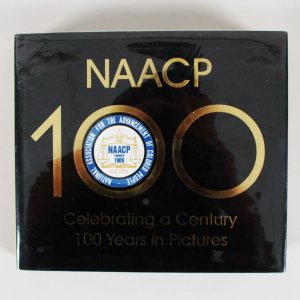 NAACP
100
NATIONAL ASSOCIATION FOR THE ADVANCEMENT OF COLORED PEOPLE
NAACP
FOUNDED
1909
Celebrating a Century
100 Years in Pictures